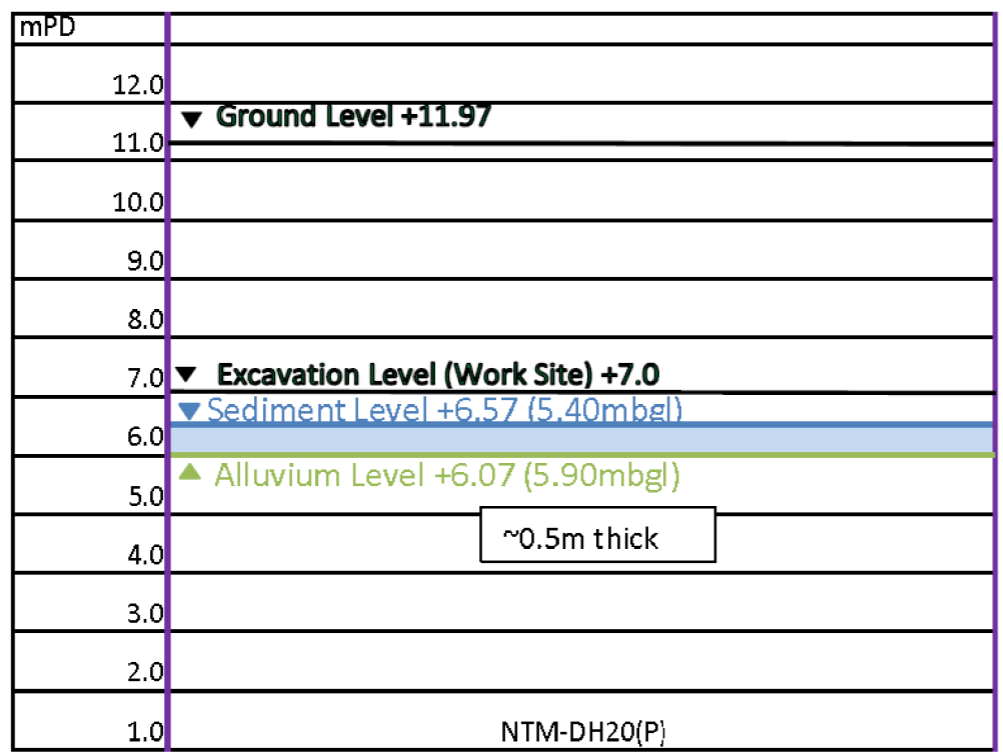 mPD
12.0
Ground Level +11.97
11.0
10.0
9.0
8.0
7.0 Excavation Level (Work Site) +7.0
Sediment Level +6.57 (5.40mbgl)
6.0
Alluvium Level +6.07 (5.90mbgl)
5.0
~0.5m thick
4.0
3.0
2.0
1.0 NTM-DH20(P)